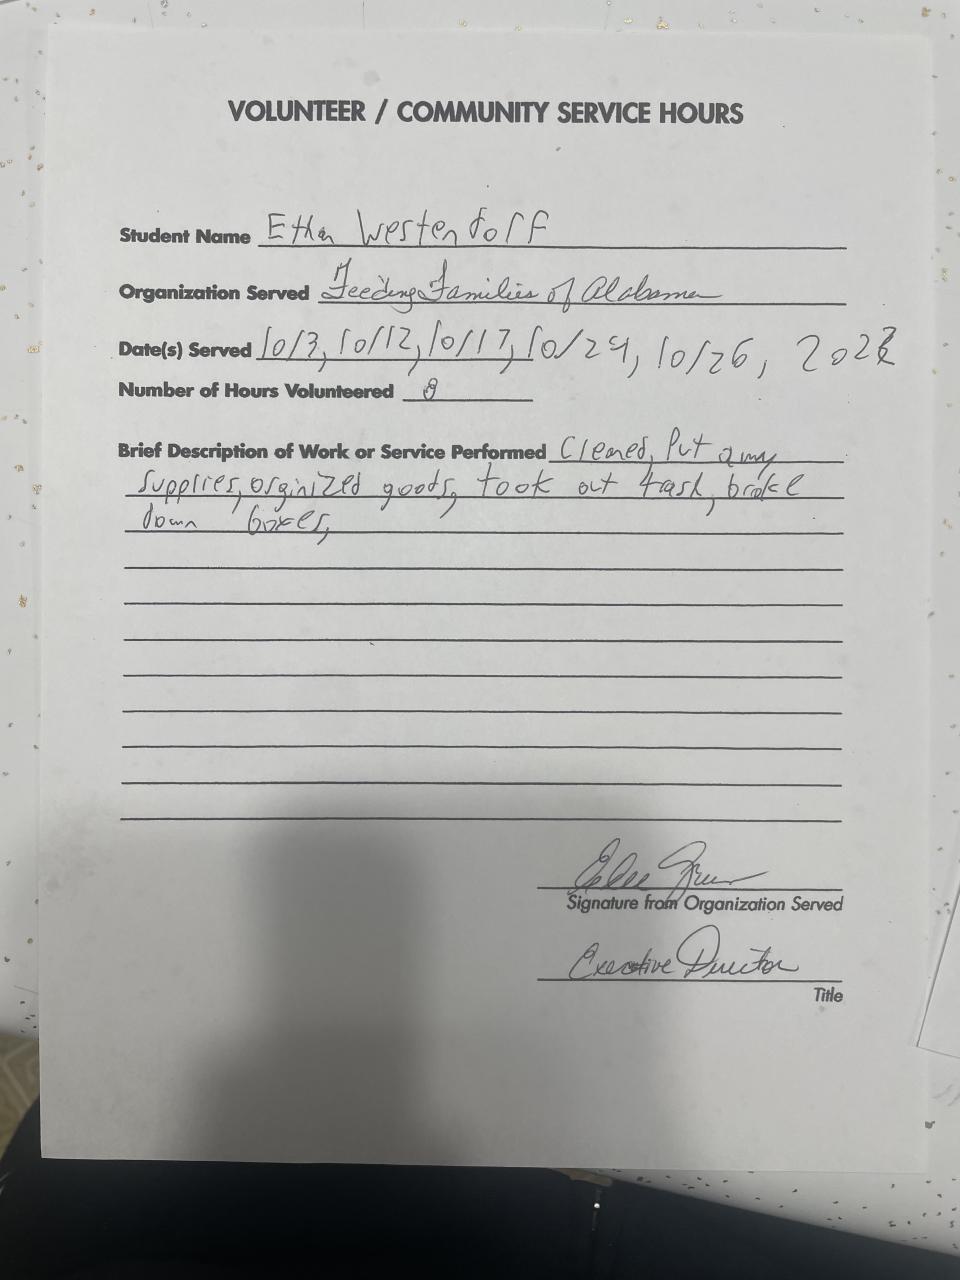 VOLUNTEER / COMMUNITY SERVICE HOURS
Student Name Ethan Westendorff
Organization Served Feeding Families of Alabama
Date(s) Served 10/3, 10/12, 10/17, 10/24, 10/26,
Number of Hours Volunteered 8
Brief Description of Work or Service Performed Cleaned, Put away
supplies, orginized goods, took out trash, broke
down boxes,
Signature from Organization Served
Executive Director
Title